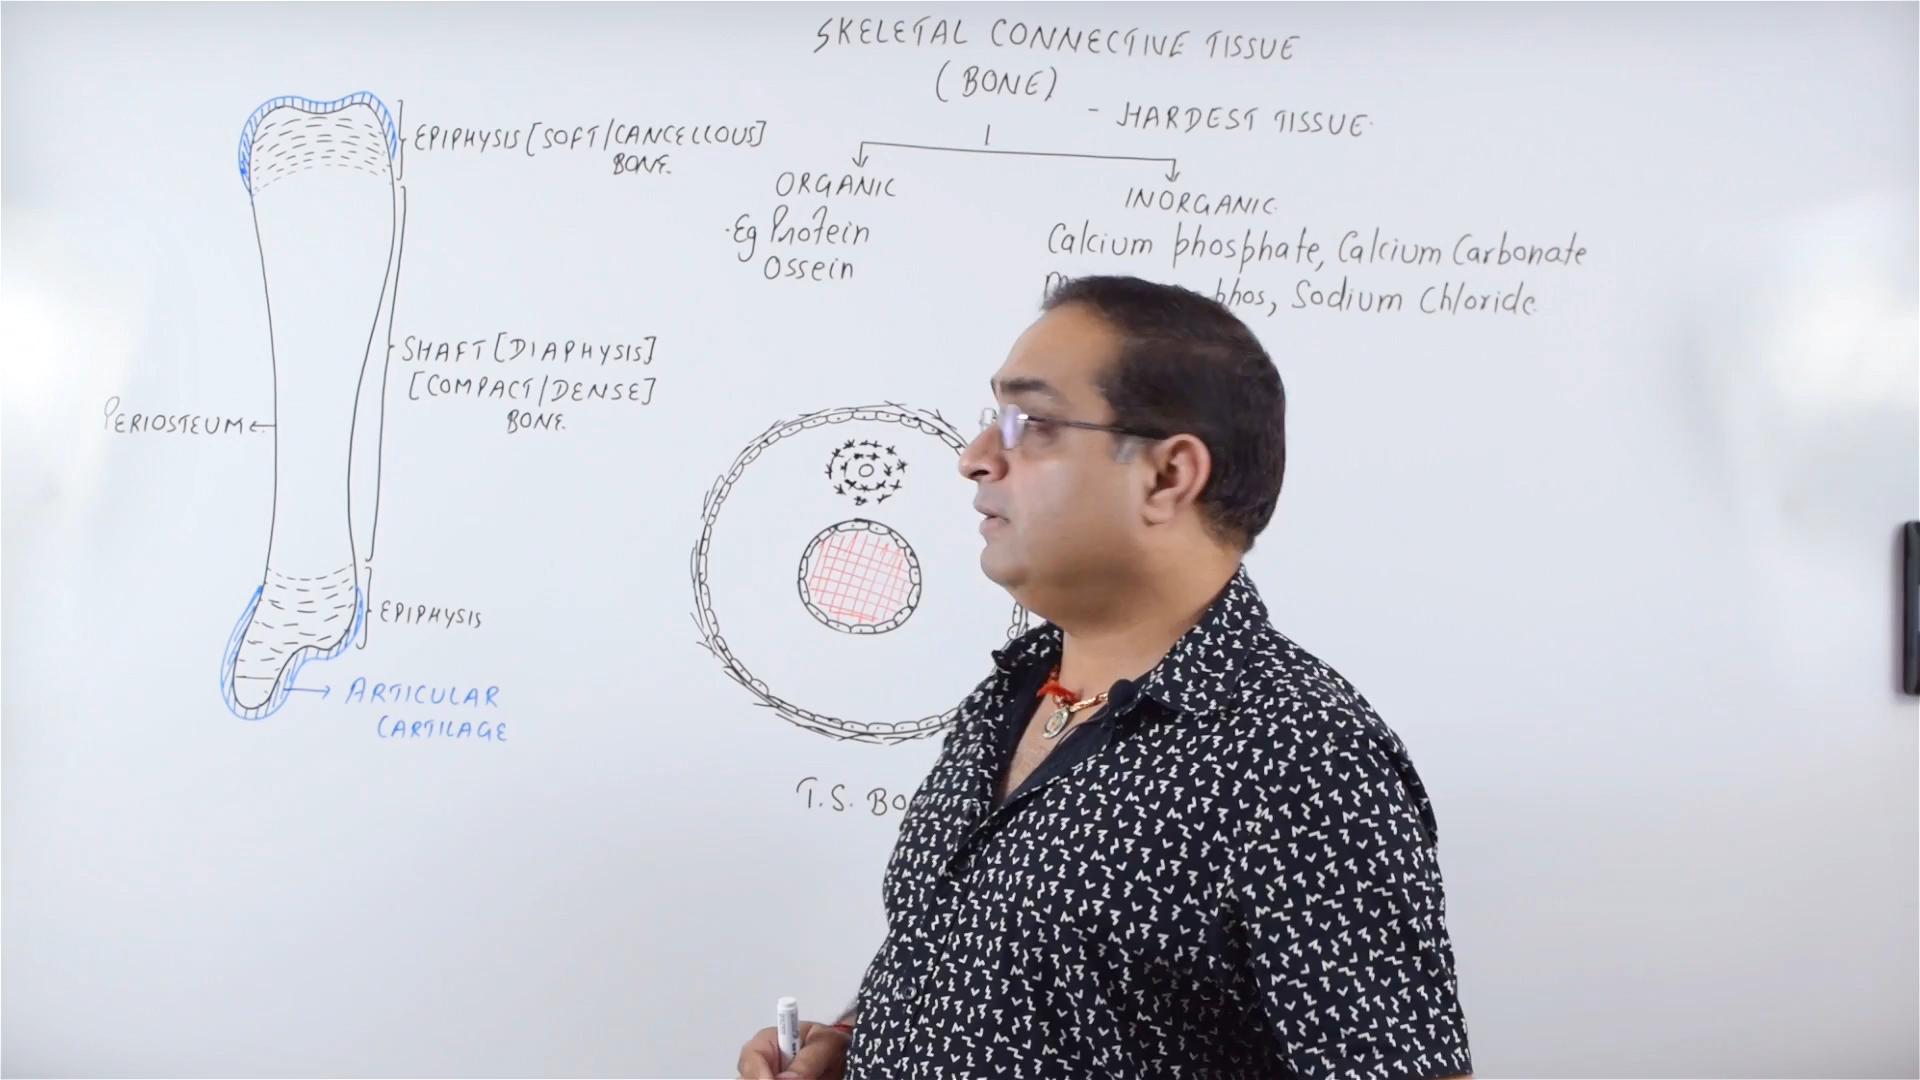 SKELETAL CONNECTIVE TISSUE
(BONE)
- HARDEST TISSUE
ORGANIC
Eg Protein
Ossein
INORGANIC
Calcium phosphate, Calcium Carbonate
phos, Sodium Chloride
EPIPHYSIS [SOFT/CANCELLOUS]
BONE.
SHAFT [DIAPHYSIS]
[COMPACT/DENSE]
BONE.
PERIOSTEUM
EPIPHYSIS
ARTICULAR
CARTILAGE
T.S.